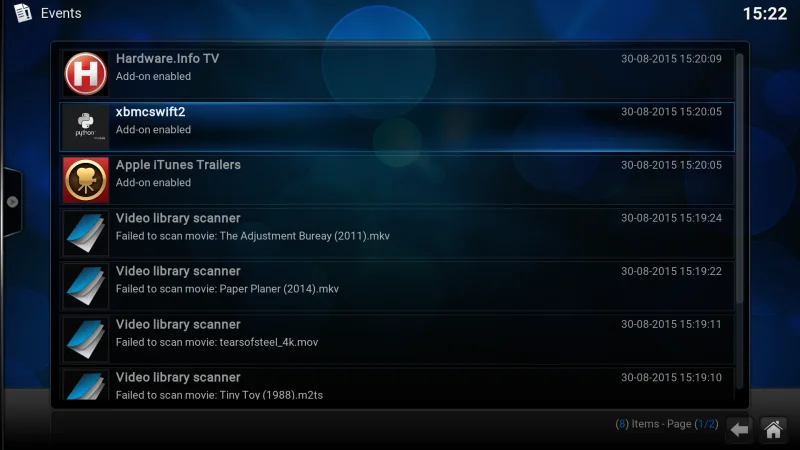 Events
15:22
Hardware.Info TV
30-08-2015 15:20:09
Add-on enabled
xbmcswift2
30-08-2015 15:20:05
Add-on enabled
python
Apple iTunes Trailers
30-08-2015 15:20:05
Add-on enabled
Video library scanner
30-08-2015 15:19:24
Failed to scan movie: The Adjustment Bureay (2011).mkv
Video library scanner
30-08-2015 15:19:22
Failed to scan movie: Paper Planer (2014).mkv
Video library scanner
30-08-2015 15:19:11
Failed to scan movie: tearsofsteel_4k.mov
Video library scanner
30-08-2015 15:19:10
Failed to scan movie: Tiny Toy (1988).m2ts
(8) Items - Page (1/2)